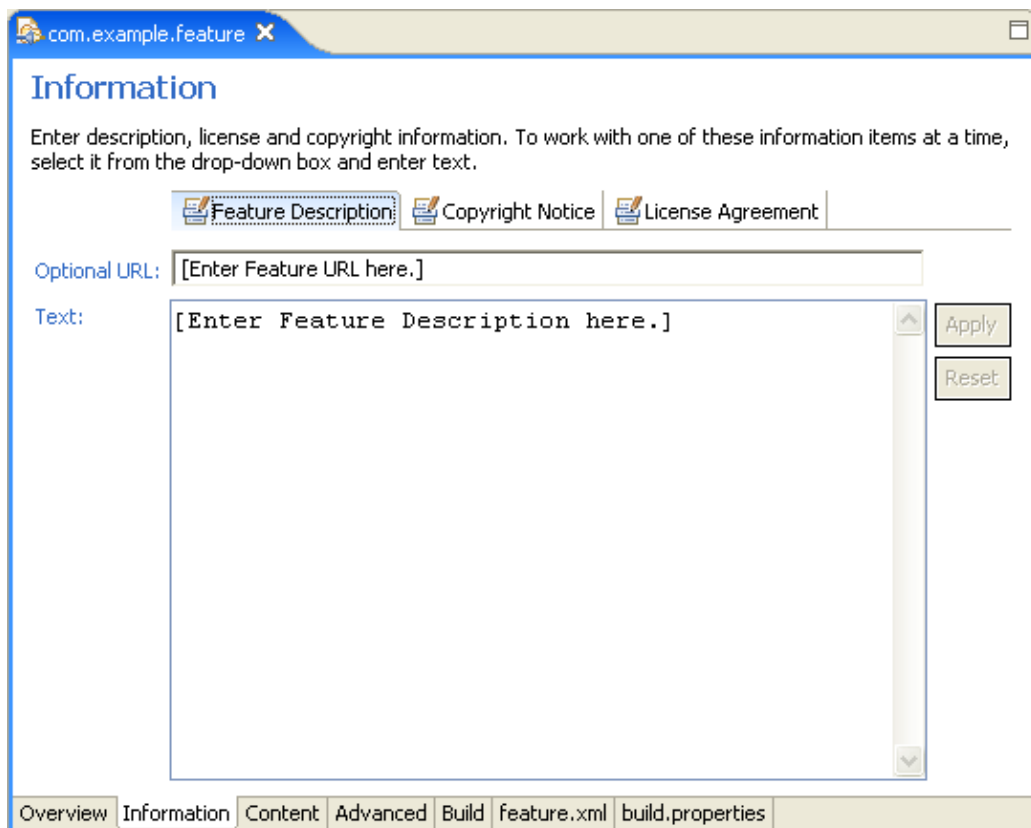 com.example.feature
Information
Enter description, license and copyright information. To work with one of these information items at a time,
select it from the drop-down box and enter text.
Feature Description Copyright Notice License Agreement
Optional URL: [Enter Feature URL here.]
Text: [Enter Feature Description here.] Apply
Reset
Overview Information Content Advanced Build feature.xml build.properties